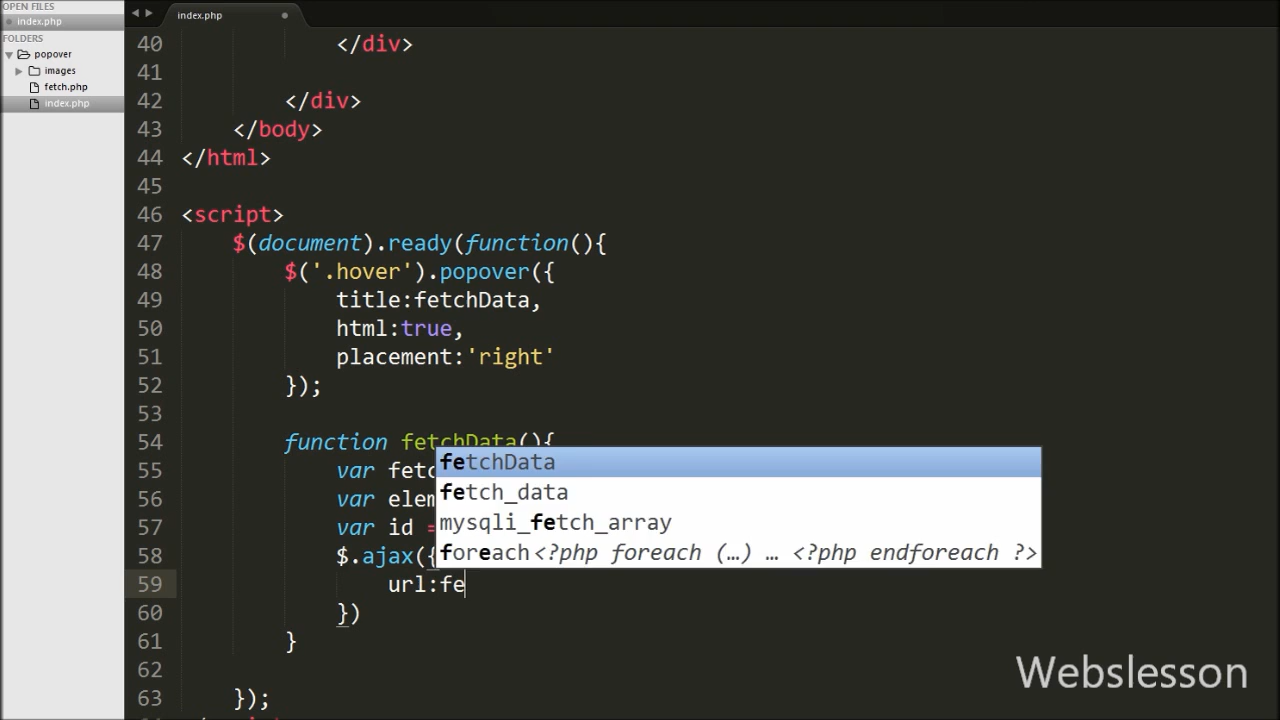 OPEN FILES
index.php
FOLDERS
popover
images
fetch.php
index.php
index.php
40 </div>
41
42 </div>
43 </body>
44 </html>
45
46 <script>
47 $(document).ready(function(){
48 $('.hover').popover({
49 title:fetchData,
50 html:true,
51 placement:'right'
52 });
53
54 function fetchData(){
55 var fetc
56 var elem
57 var id =
58 $.ajax({
59 url:fe
60 })
61 }
62
63 });
fetchData
fetch_data
mysqli_fetch_array
foreach<?php foreach (…) … <?php endforeach ?>
Webslesson